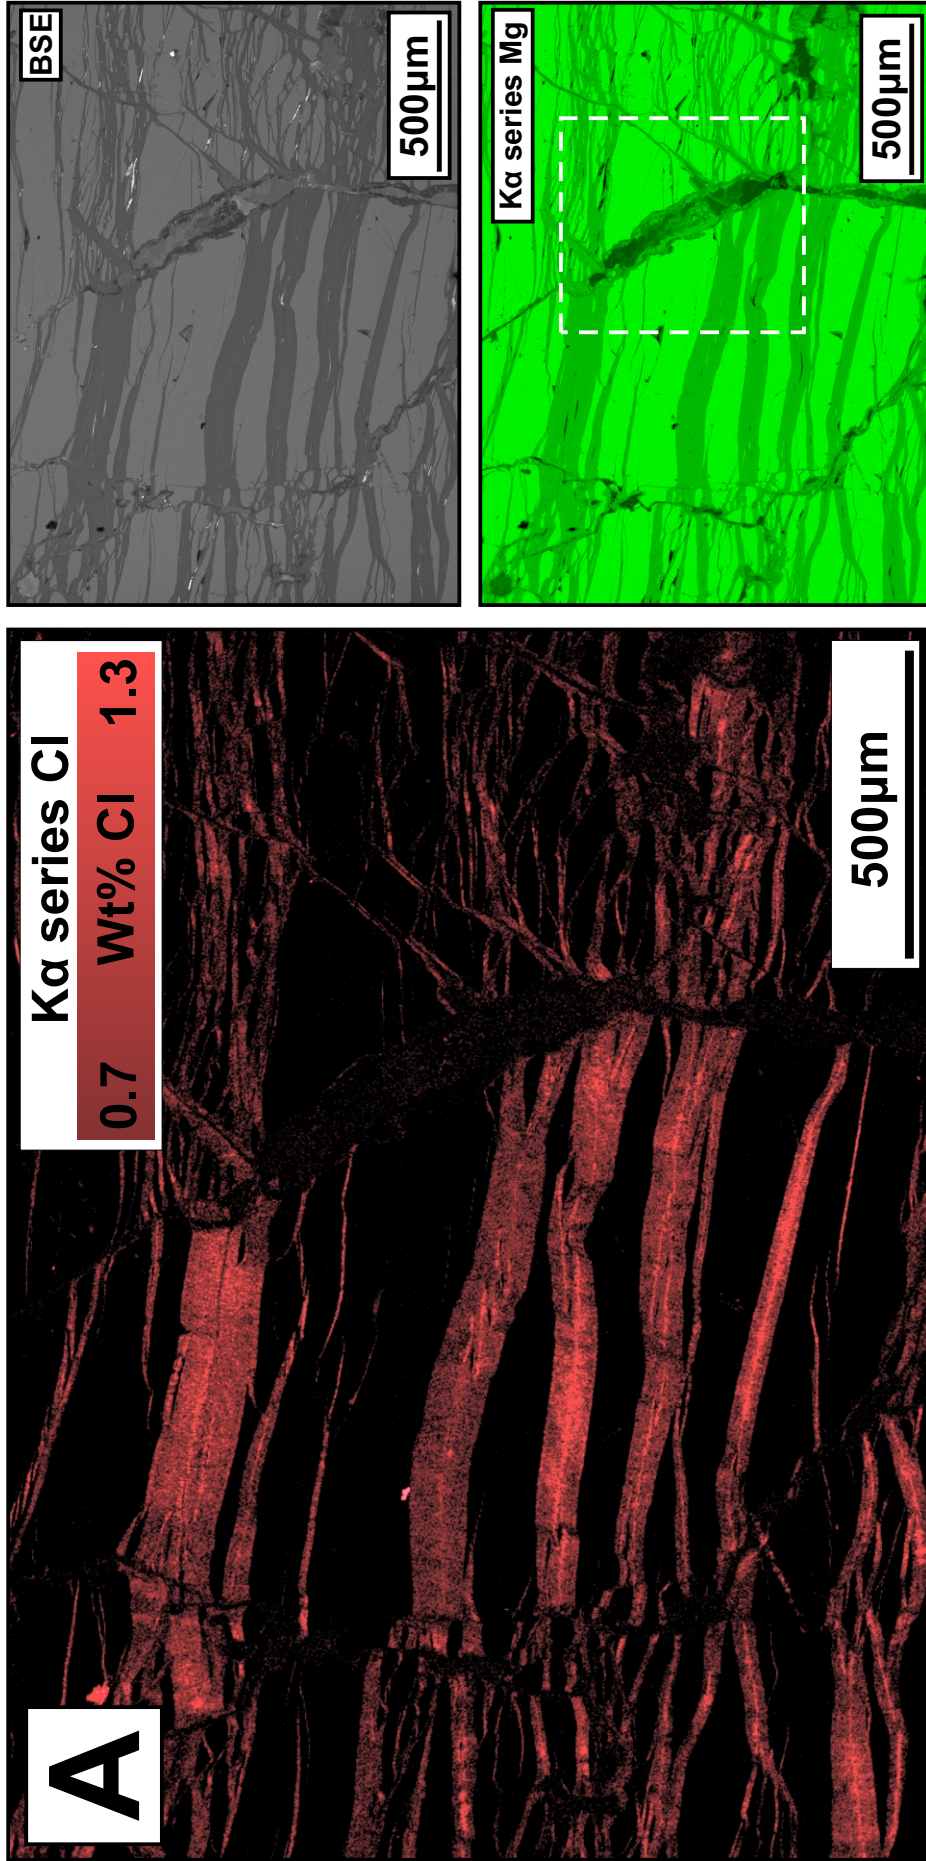 A
Kα series Cl
0.7 Wt% Cl 1.3
500µm
BSE
500µm
Kα series Mg
500µm